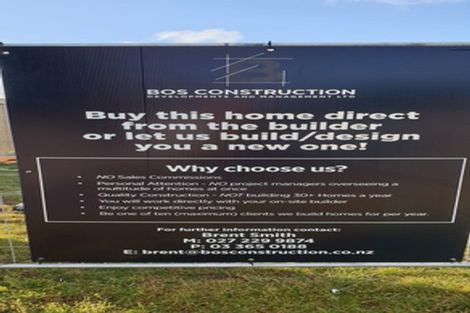 BOS CONSTRUCTION
DEVELOPMENTS AND MANAGEMENT LTD
Buy this home direct
from the builder
or let us build/design
you a new one!
Why choose us?
• NO Sales Commissions
• Personal Attention - NO project managers overseeing a
multitude of homes at once
• Quality Construction - NOT building 30+ Homes a year
• You will work directly with your on-site builder
• Enjoy competitive pricing
• Be one of ten (maximum) clients we build homes for per year.
For further information contact:
Brent Smith
M: 027 229 9874
P: 03 365 0188
E: brent@bosconstruction.co.nz